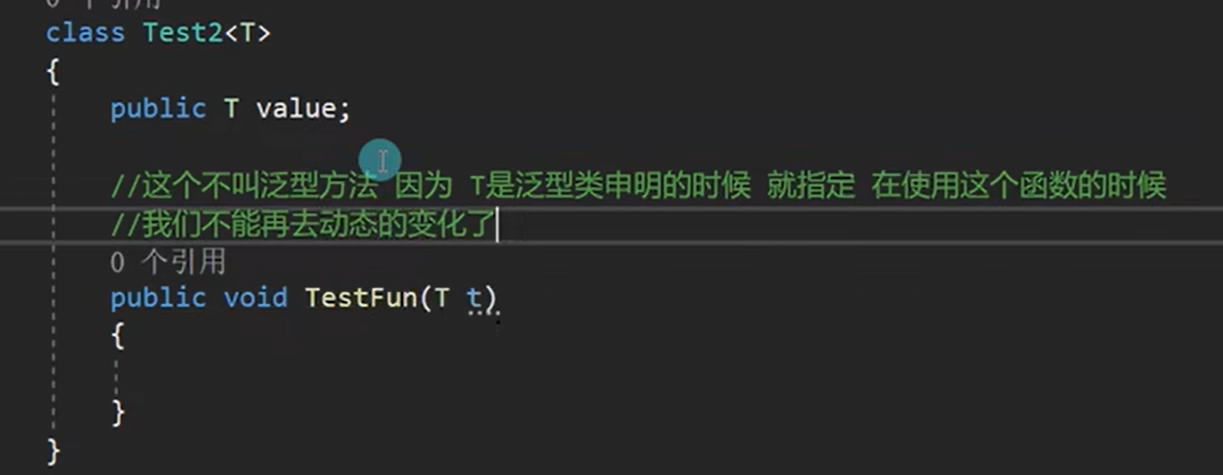 0 个引用
class Test2<T>
{
public T value;
//这个不叫泛型方法 因为 T是泛型类申明的时候 就指定 在使用这个函数的时候
//我们不能再去动态的变化了
0 个引用
public void TestFun(T t)
{
}
}